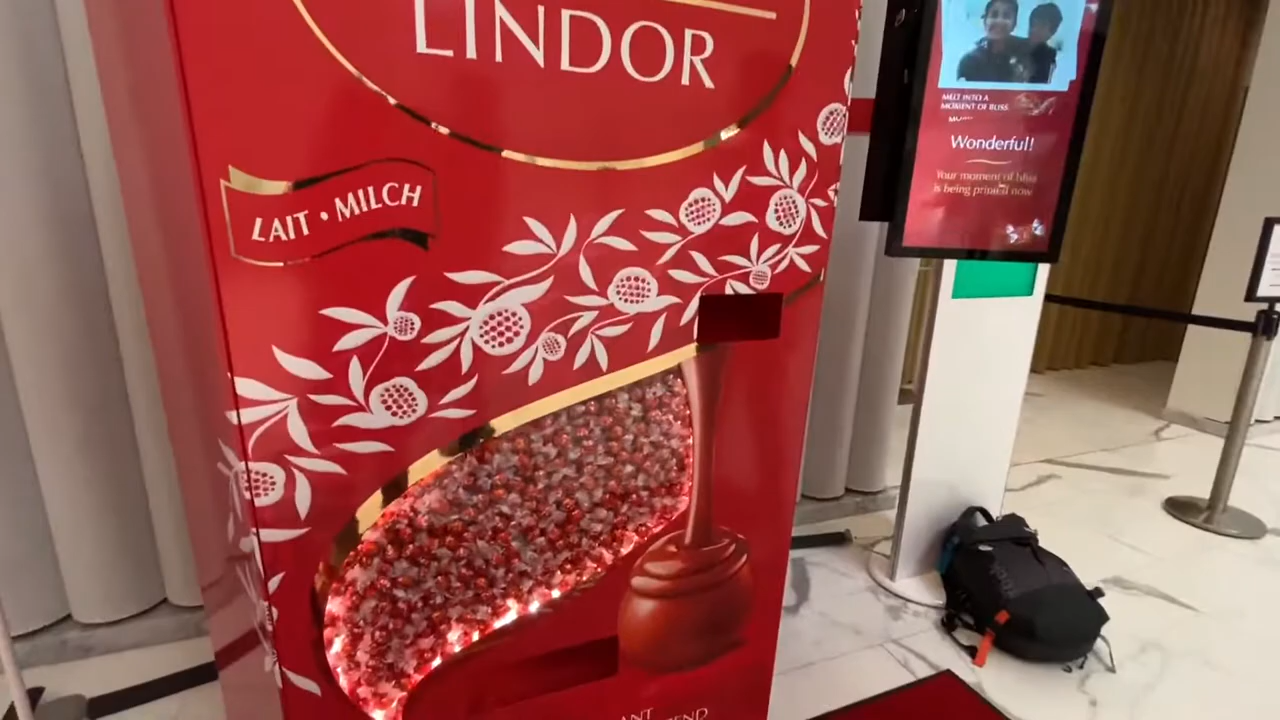 LINDOR
LAIT • MILCH
MELT INTO A
MOMENT OF BLISS
Wonderful!
Your moment of bliss
is being printed now